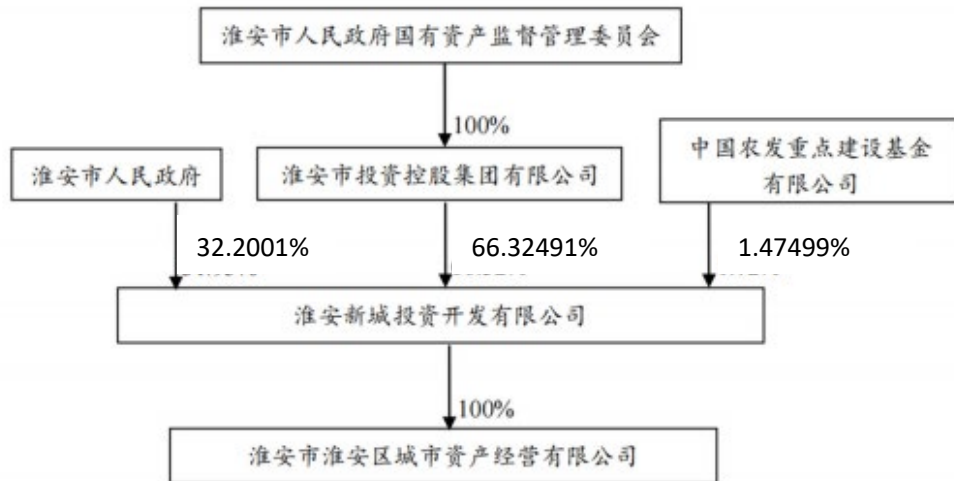 淮安市人民政府国有资产监督管理委员会
100%
淮安市人民政府
淮安市投资控股集团有限公司
中国农发重点建设基金
有限公司
32.2001%
66.32491%
1.47499%
淮安新城投资开发有限公司
100%
淮安市淮安区城市资产经营有限公司